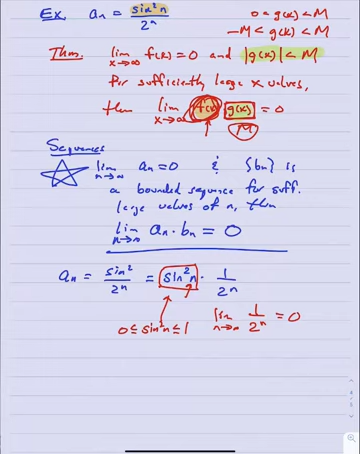 Ex. aₙ = sin²n / 2ⁿ
0 < g(x) < M
-M < g(x) < M
Thm. lim x→∞ f(x) = 0 and |g(x)| < M
for sufficiently large x values,
then lim x→∞ f(x) g(x) = 0
M
Sequences
☆ lim n→∞ aₙ = 0 & {bₙ} is
a bounded sequence for suff.
large values of n, then
lim n→∞ aₙ · bₙ = 0
aₙ = sin² / 2ⁿ = sin²n · 1 / 2ⁿ
0 ≤ sin²n ≤ 1 lim n→∞ 1 / 2ⁿ = 0